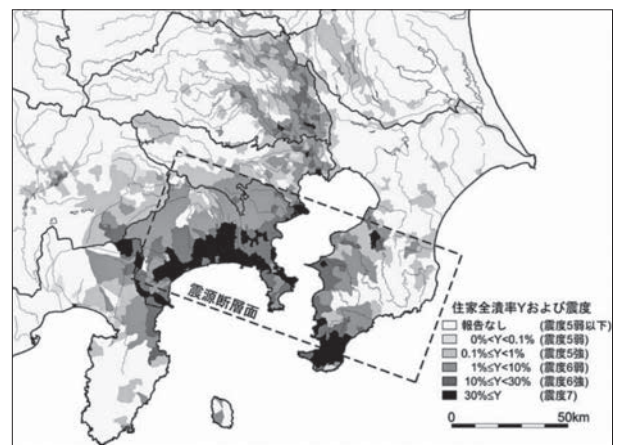 震源断層面
住家全潰率Yおよび震度
報告なし (震度5弱以下)
0%<Y<0.1% (震度5弱)
0.1%≦Y<1% (震度5強)
1%≦Y<10% (震度6弱)
10%≦Y<30% (震度6強)
30%≦Y (震度7)
0 50km